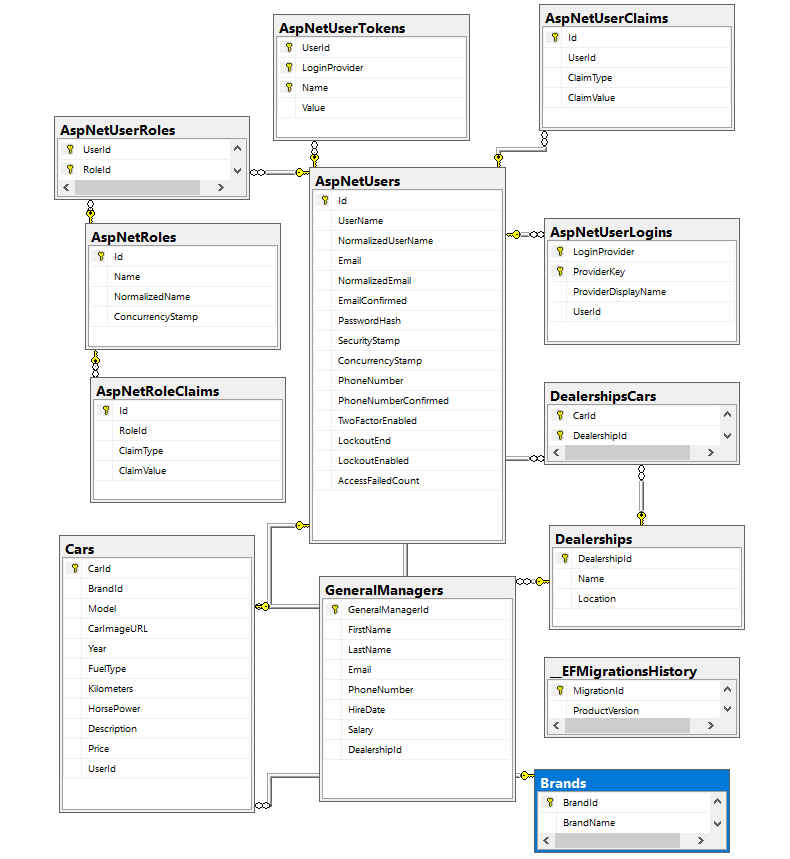 AspNetUserTokens
UserId
LoginProvider
Name
Value
AspNetUserClaims
Id
UserId
ClaimType
ClaimValue
AspNetUserRoles
UserId
RoleId
AspNetUsers
Id
UserName
NormalizedUserName
Email
NormalizedEmail
EmailConfirmed
PasswordHash
SecurityStamp
ConcurrencyStamp
PhoneNumber
PhoneNumberConfirmed
TwoFactorEnabled
LockoutEnd
LockoutEnabled
AccessFailedCount
AspNetRoles
Id
Name
NormalizedName
ConcurrencyStamp
AspNetUserLogins
LoginProvider
ProviderKey
ProviderDisplayName
UserId
AspNetRoleClaims
Id
RoleId
ClaimType
ClaimValue
DealershipsCars
CarId
DealershipId
Dealerships
DealershipId
Name
Location
Cars
CarId
BrandId
Model
CarImageURL
Year
FuelType
Kilometers
HorsePower
Description
Price
UserId
GeneralManagers
GeneralManagerId
FirstName
LastName
Email
PhoneNumber
HireDate
Salary
DealershipId
__EFMigrationsHistory
MigrationId
ProductVersion
Brands
BrandId
BrandName